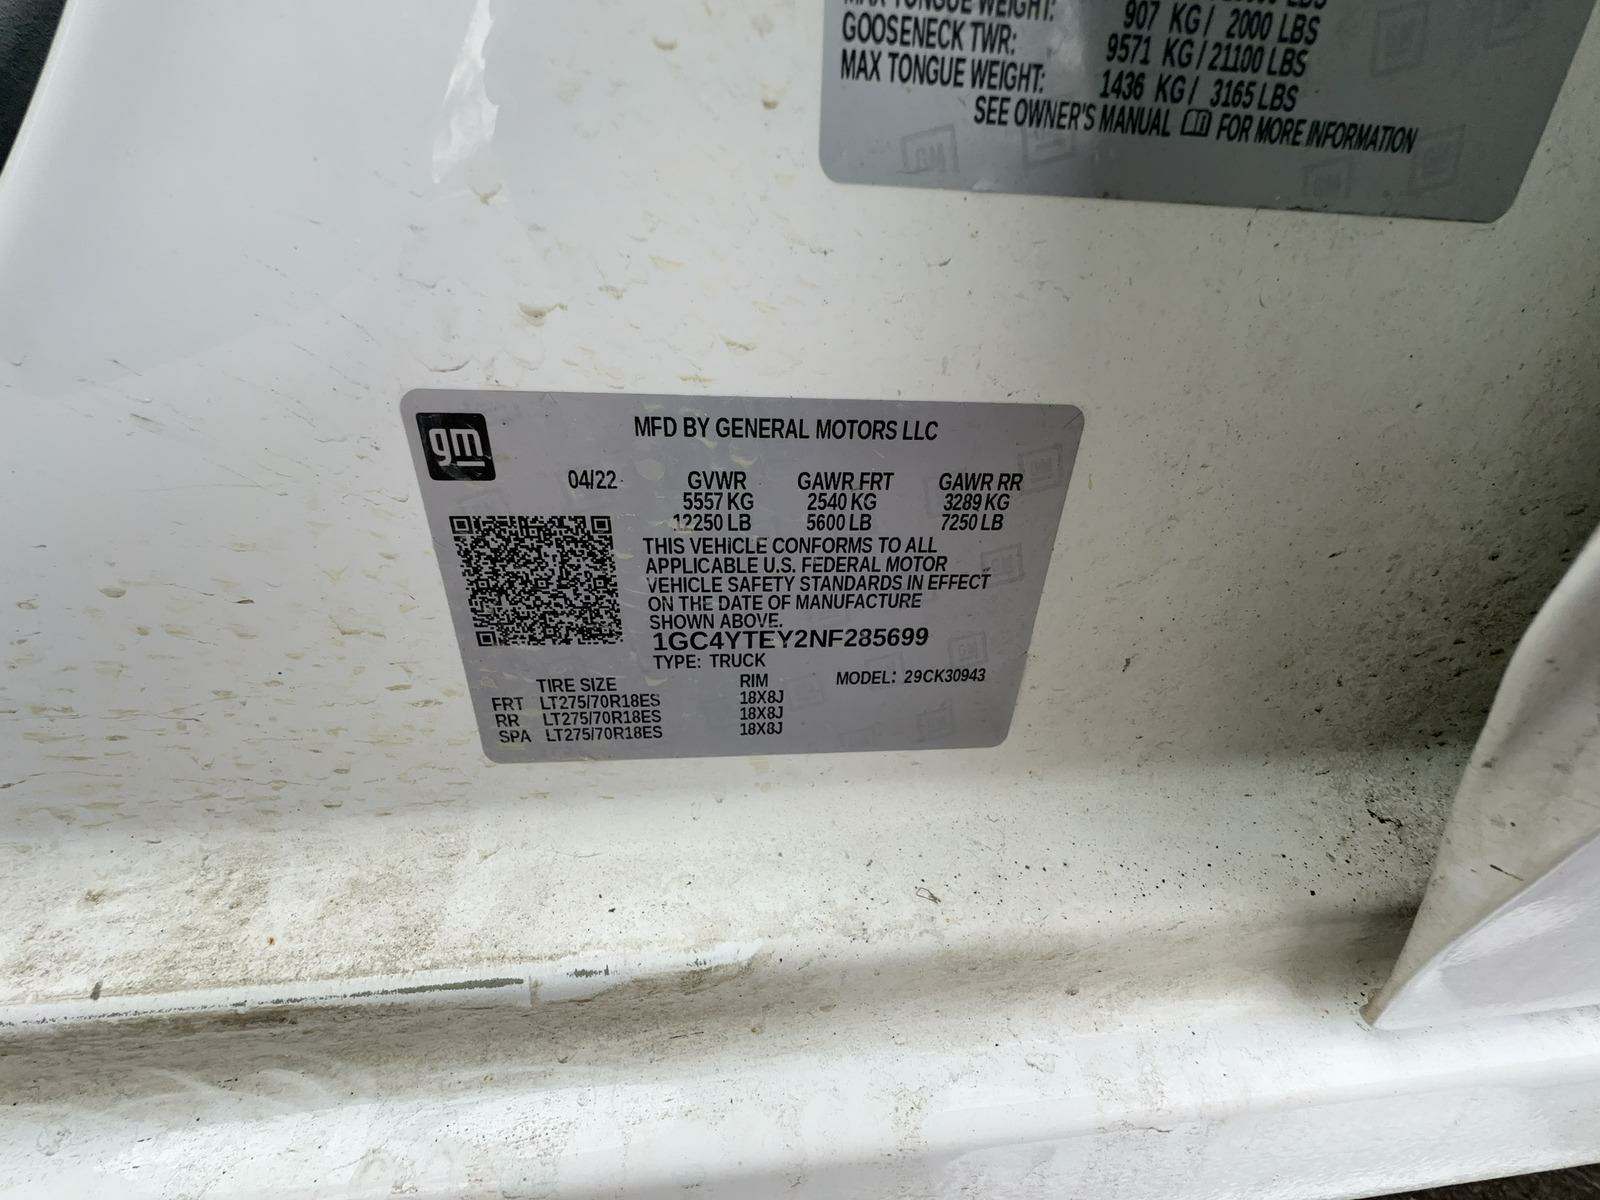 MAX TONGUE WEIGHT: 907 KG / 2000 LBS
GOOSENECK TWR: 9571 KG / 21100 LBS
MAX TONGUE WEIGHT: 1436 KG / 3165 LBS
SEE OWNER'S MANUAL FOR MORE INFORMATION
gm
MFD BY GENERAL MOTORS LLC
04/22 GVWR GAWR FRT GAWR RR
5557 KG 2540 KG 3289 KG
12250 LB 5600 LB 7250 LB
THIS VEHICLE CONFORMS TO ALL
APPLICABLE U.S. FEDERAL MOTOR
VEHICLE SAFETY STANDARDS IN EFFECT
ON THE DATE OF MANUFACTURE
SHOWN ABOVE.
1GC4YTEY2NF285699
TYPE: TRUCK
MODEL: 29CK30943
TIRE SIZE RIM
FRT LT275/70R18ES 18X8J
RR LT275/70R18ES 18X8J
SPA LT275/70R18ES 18X8J